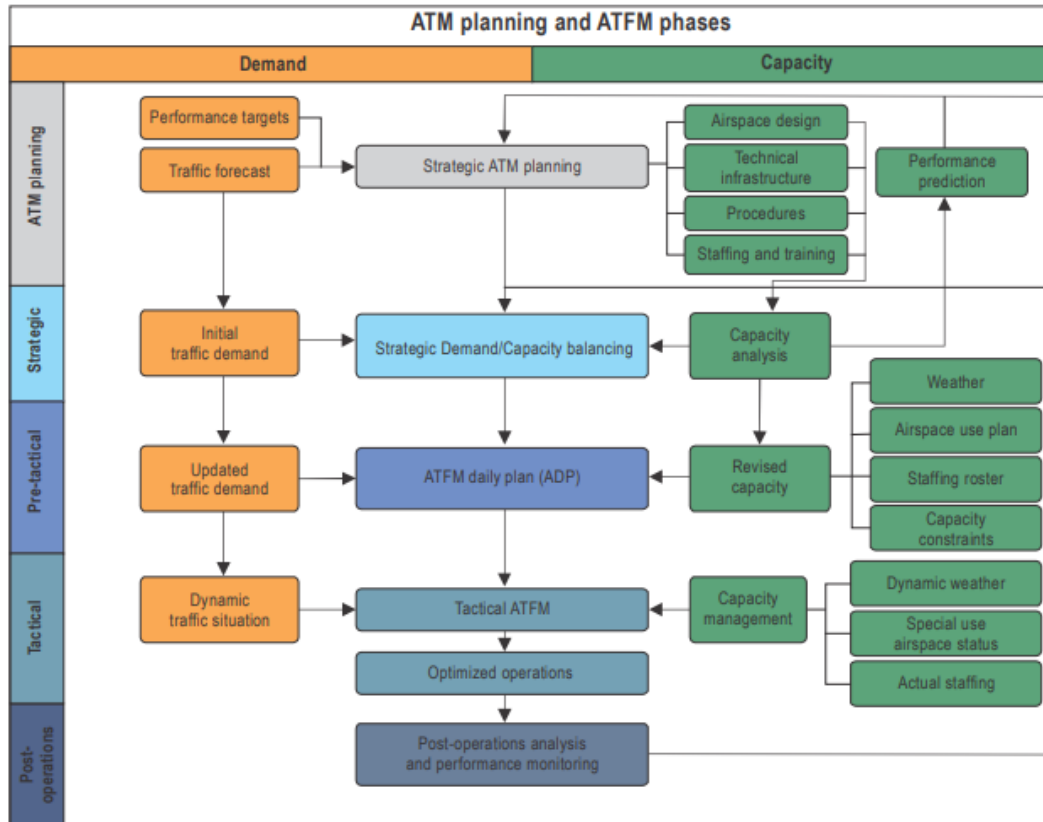 ATM planning and ATFM phases
Demand
Capacity
ATM planning
Performance targets
Traffic forecast
Strategic ATM planning
Airspace design
Technical
infrastructure
Procedures
Staffing and training
Performance
prediction
Strategic
Initial
traffic demand
Strategic Demand/Capacity balancing
Capacity
analysis
Pre-tactical
Updated
traffic demand
ATFM daily plan (ADP)
Revised
capacity
Weather
Airspace use plan
Staffing roster
Capacity
constraints
Tactical
Dynamic
traffic situation
Tactical ATFM
Optimized operations
Capacity
management
Dynamic weather
Special use
airspace status
Actual staffing
Post-
operations
Post-operations analysis
and performance monitoring